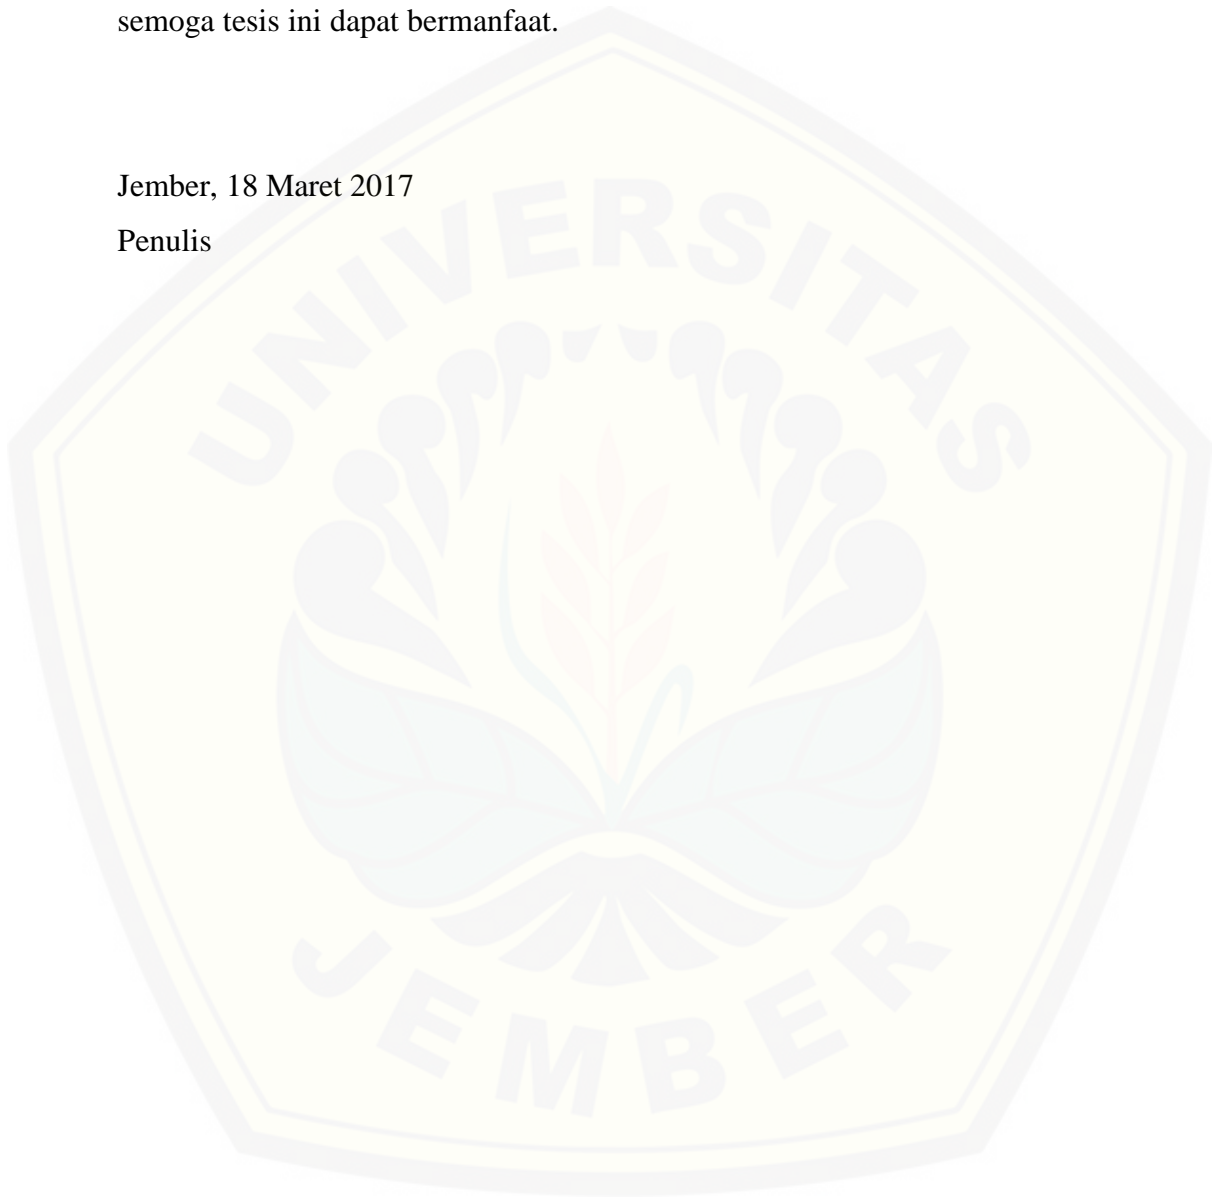 semoga tesis ini dapat bermanfaat.
Jember, 18 Maret 2017
Penulis
UNIVERSITAS
JEMBER